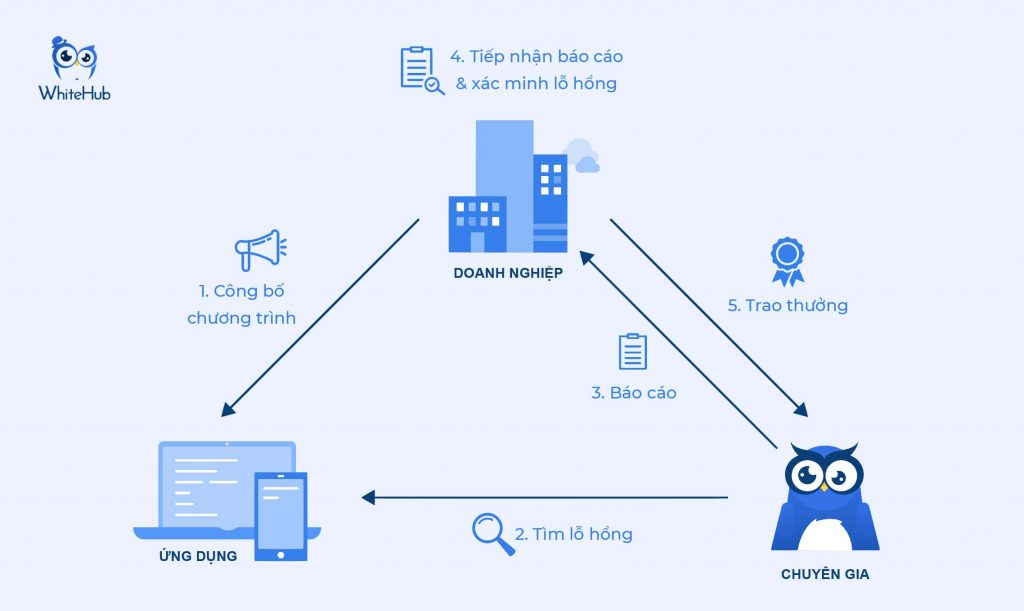 WhiteHub
4. Tiếp nhận báo cáo
& xác minh lỗ hổng
DOANH NGHIỆP
1. Công bố
chương trình
5. Trao thưởng
3. Báo cáo
2. Tìm lỗ hổng
ỨNG DỤNG
CHUYÊN GIA